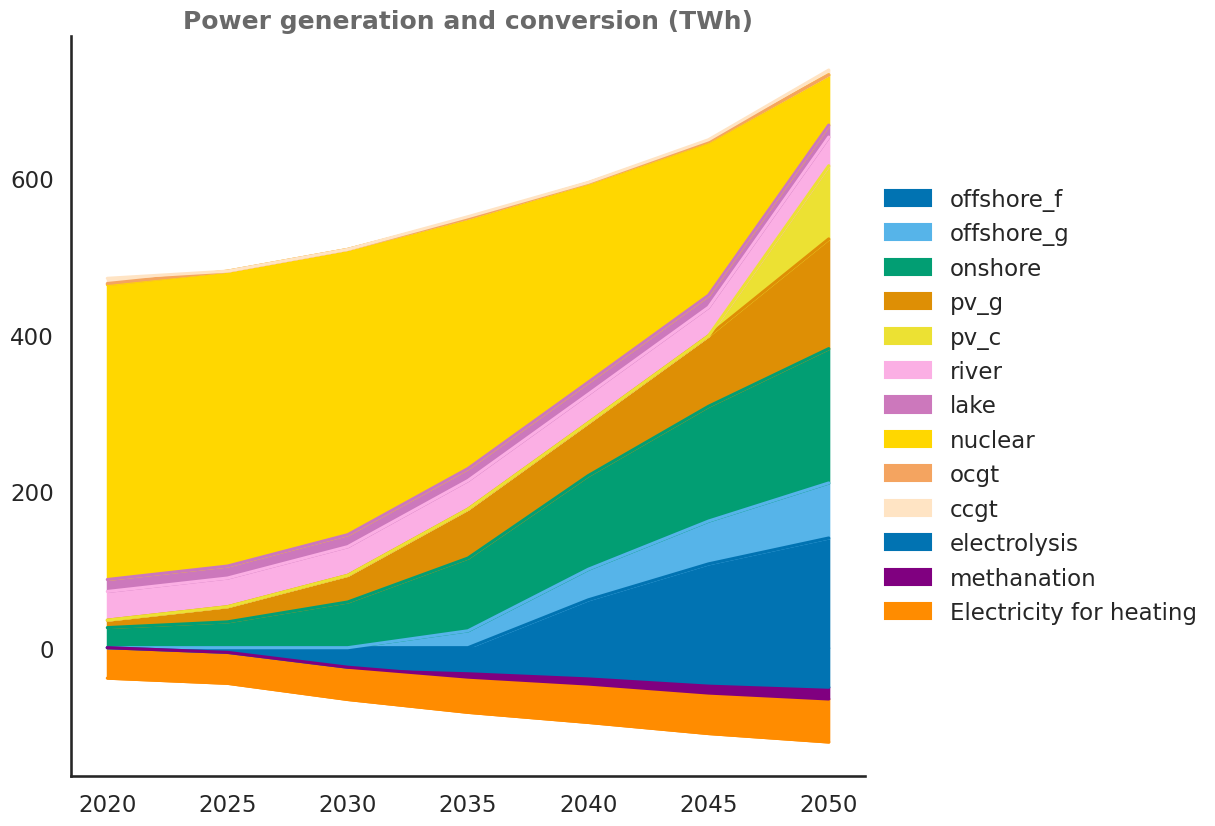 Power generation and conversion (TWh)
600
400
200
0
2020 2025 2030 2035 2040 2045 2050
offshore_f
offshore_g
onshore
pv_g
pv_c
river
lake
nuclear
ocgt
ccgt
electrolysis
methanation
Electricity for heating